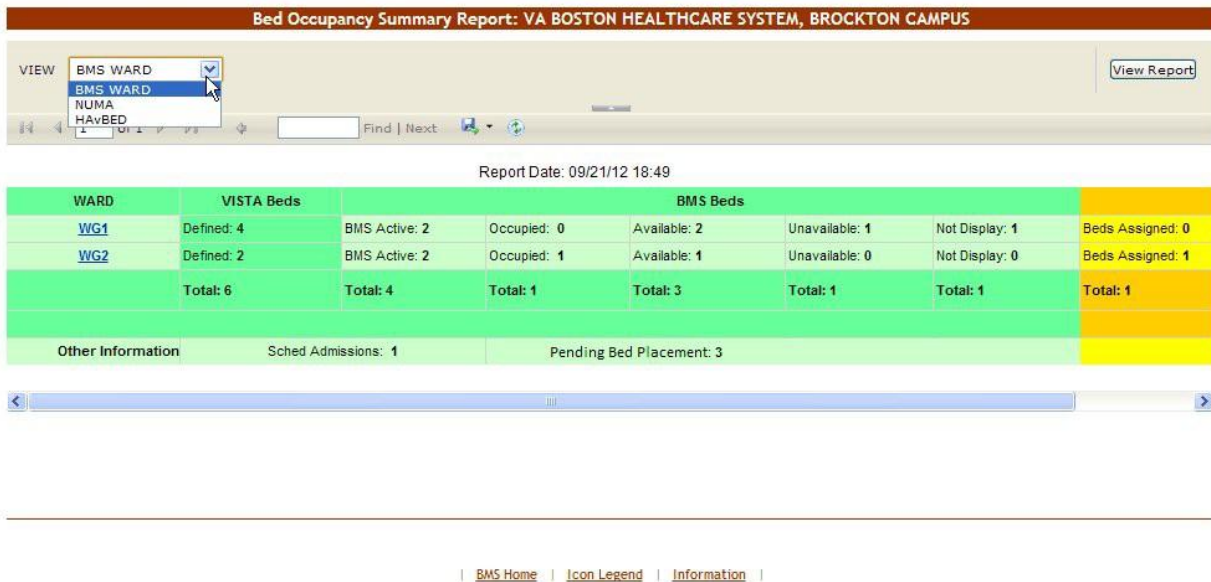 Bed Occupancy Summary Report: VA BOSTON HEALTHCARE SYSTEM, BROCKTON CAMPUS
VIEW BMS WARD View Report
BMS WARD
NUMA
HAvBED
1 of 1 Find | Next
Report Date: 09/21/12 18:49
WARD VISTA Beds BMS Beds
WG1 Defined: 4 BMS Active: 2 Occupied: 0 Available: 2 Unavailable: 1 Not Display: 1 Beds Assigned: 0
WG2 Defined: 2 BMS Active: 2 Occupied: 1 Available: 1 Unavailable: 0 Not Display: 0 Beds Assigned: 1
Total: 6 Total: 4 Total: 1 Total: 3 Total: 1 Total: 1 Total: 1
Other Information Sched Admissions: 1 Pending Bed Placement: 3
| BMS Home | Icon Legend | Information |